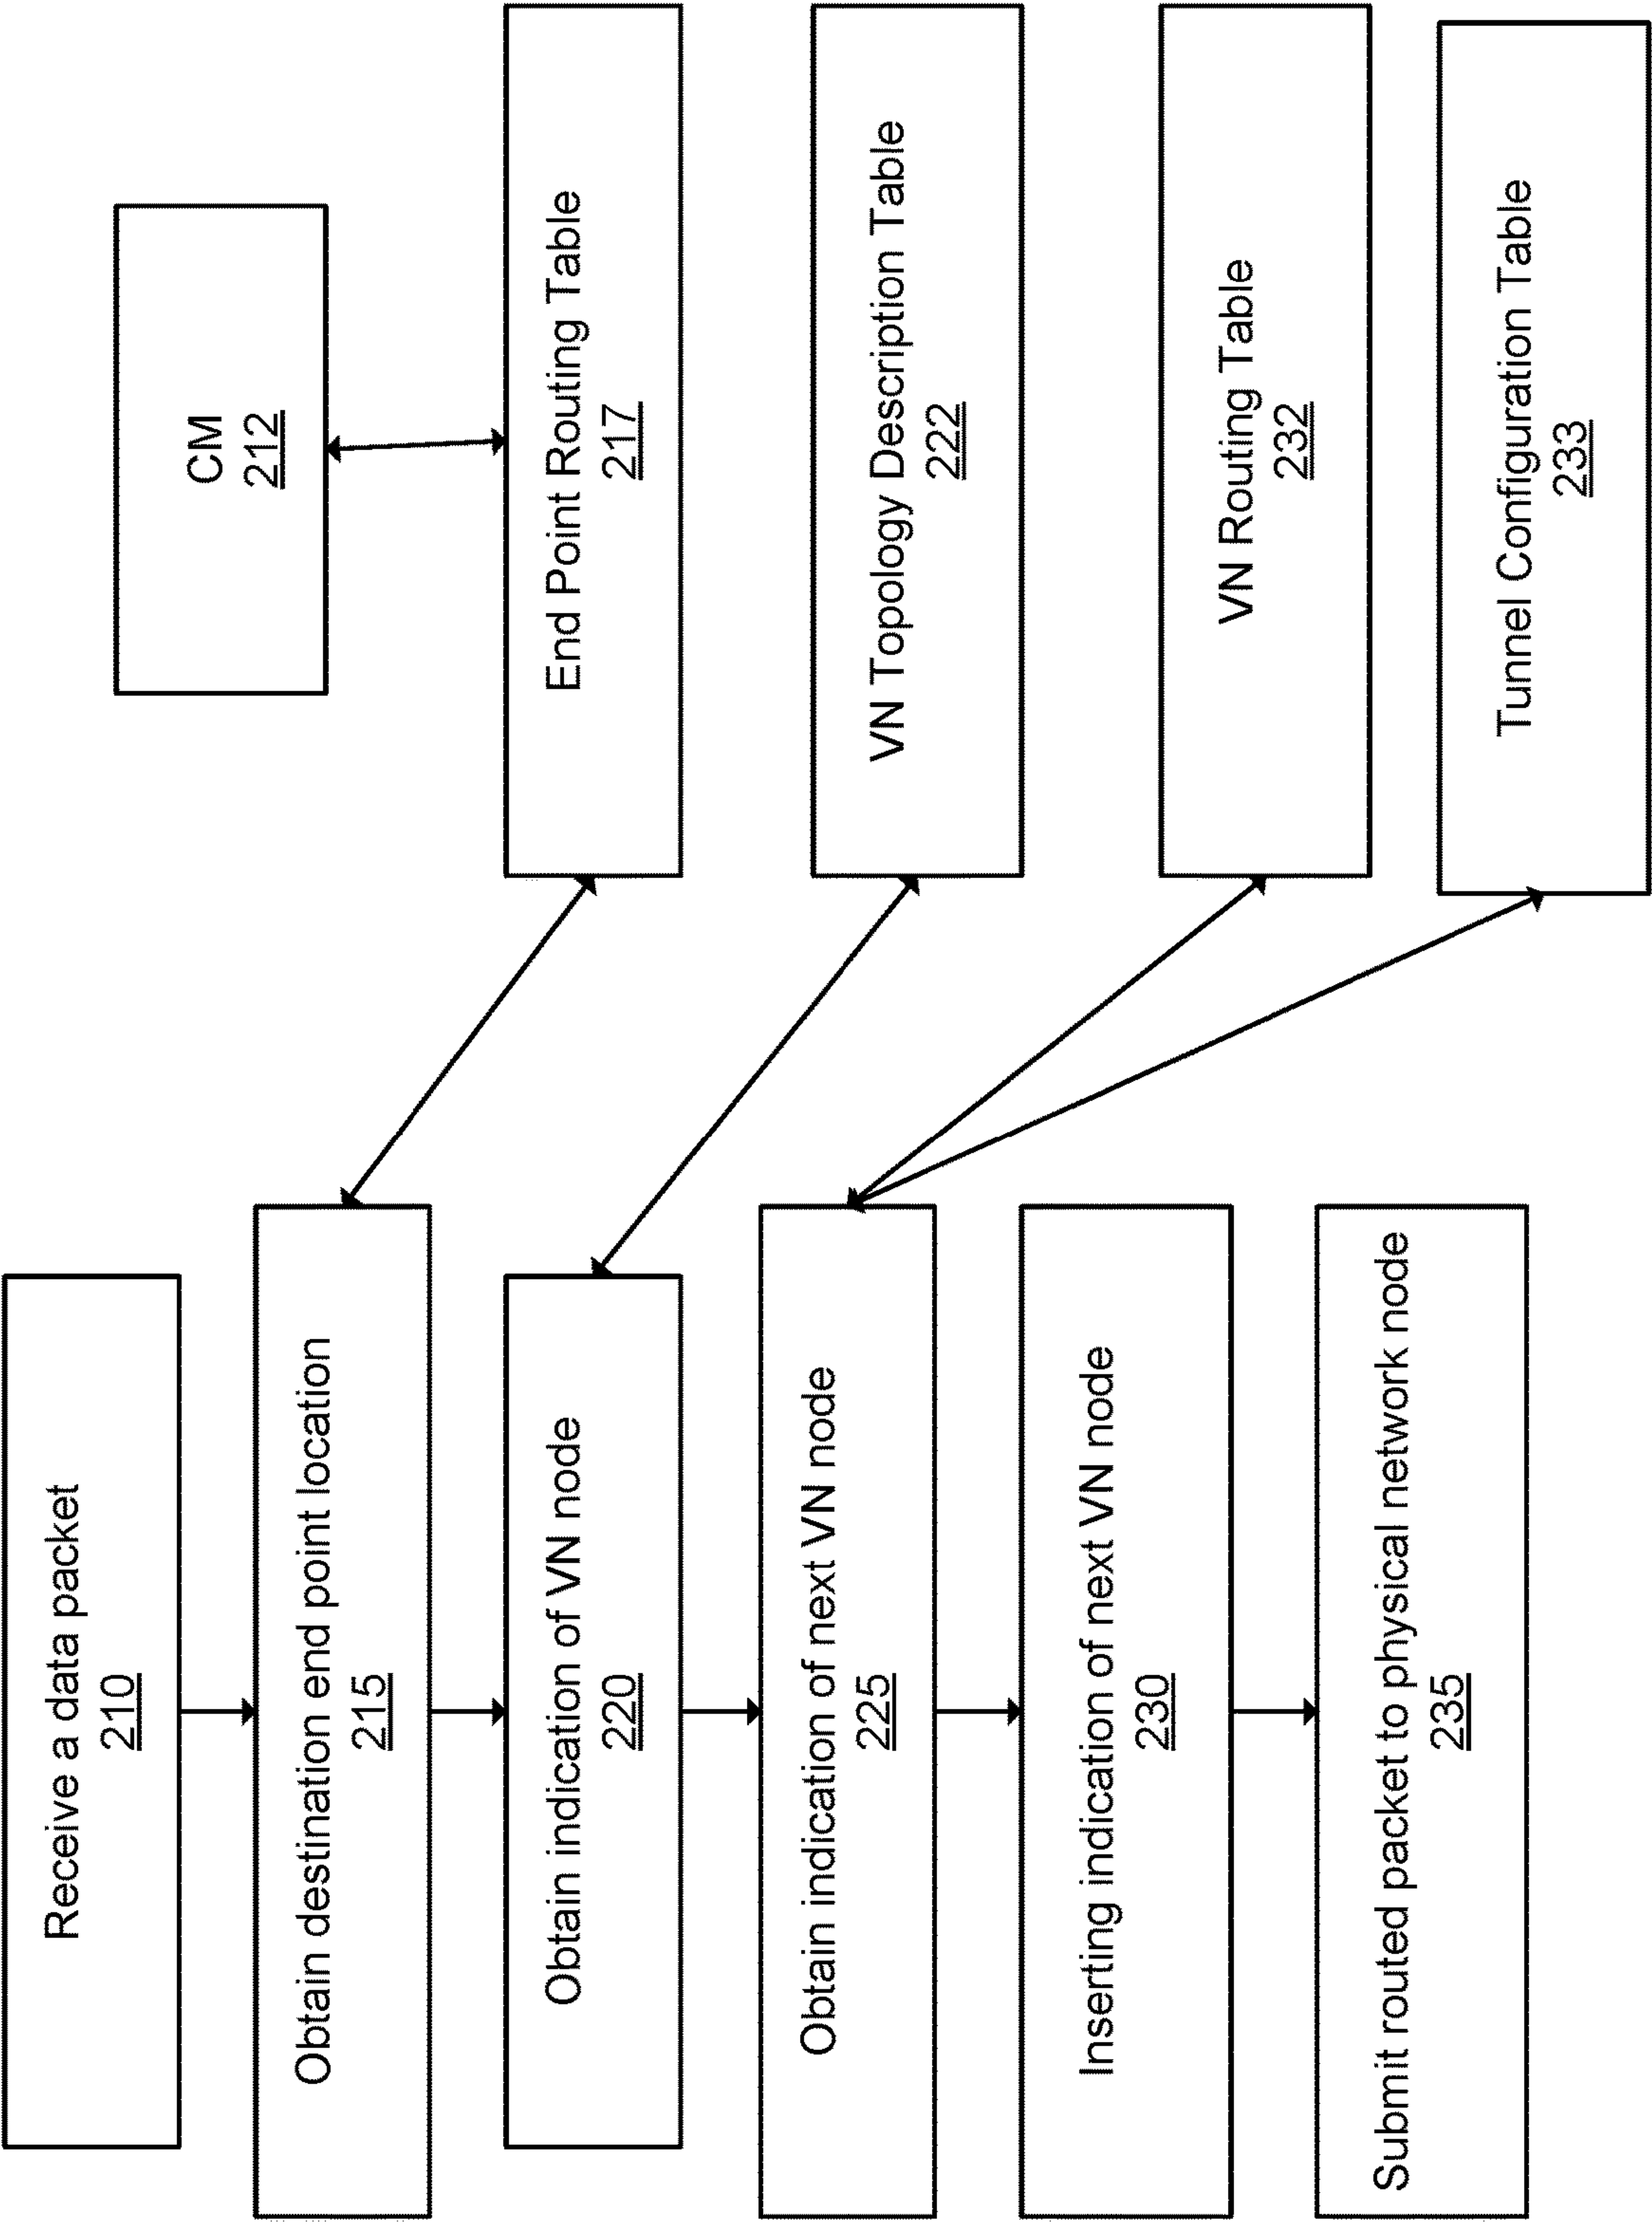 Receive a data packet
210
Obtain destination end point location
215
Obtain indication of VN node
220
Obtain indication of next VN node
225
Inserting indication of next VN node
230
Submit routed packet to physical network node
235
CM
212
End Point Routing Table
217
VN Topology Description Table
222
VN Routing Table
232
Tunnel Configuration Table
233